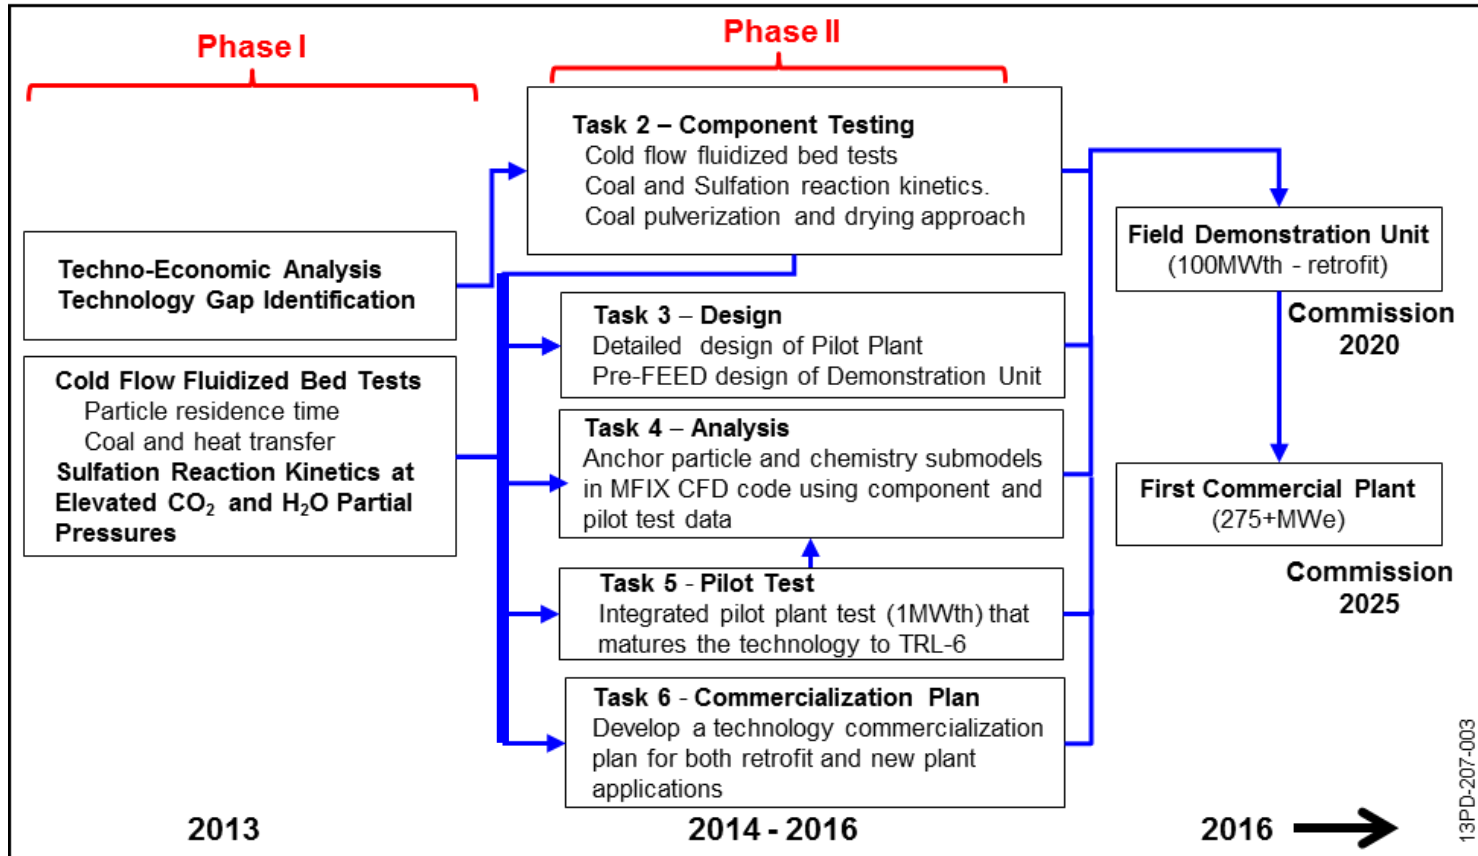 Phase I
Phase II
Techno-Economic Analysis
Technology Gap Identification
Cold Flow Fluidized Bed Tests
Particle residence time
Coal and heat transfer
Sulfation Reaction Kinetics at
Elevated CO₂ and H₂O Partial
Pressures
Task 2 – Component Testing
Cold flow fluidized bed tests
Coal and Sulfation reaction kinetics.
Coal pulverization and drying approach
Task 3 – Design
Detailed design of Pilot Plant
Pre-FEED design of Demonstration Unit
Task 4 – Analysis
Anchor particle and chemistry submodels
in MFIX CFD code using component and
pilot test data
Task 5 - Pilot Test
Integrated pilot plant test (1MWth) that
matures the technology to TRL-6
Task 6 - Commercialization Plan
Develop a technology commercialization
plan for both retrofit and new plant
applications
Field Demonstration Unit
(100MWth - retrofit)
Commission
2020
First Commercial Plant
(275+MWe)
Commission
2025
2013
2014 - 2016
2016
13PD-207-003